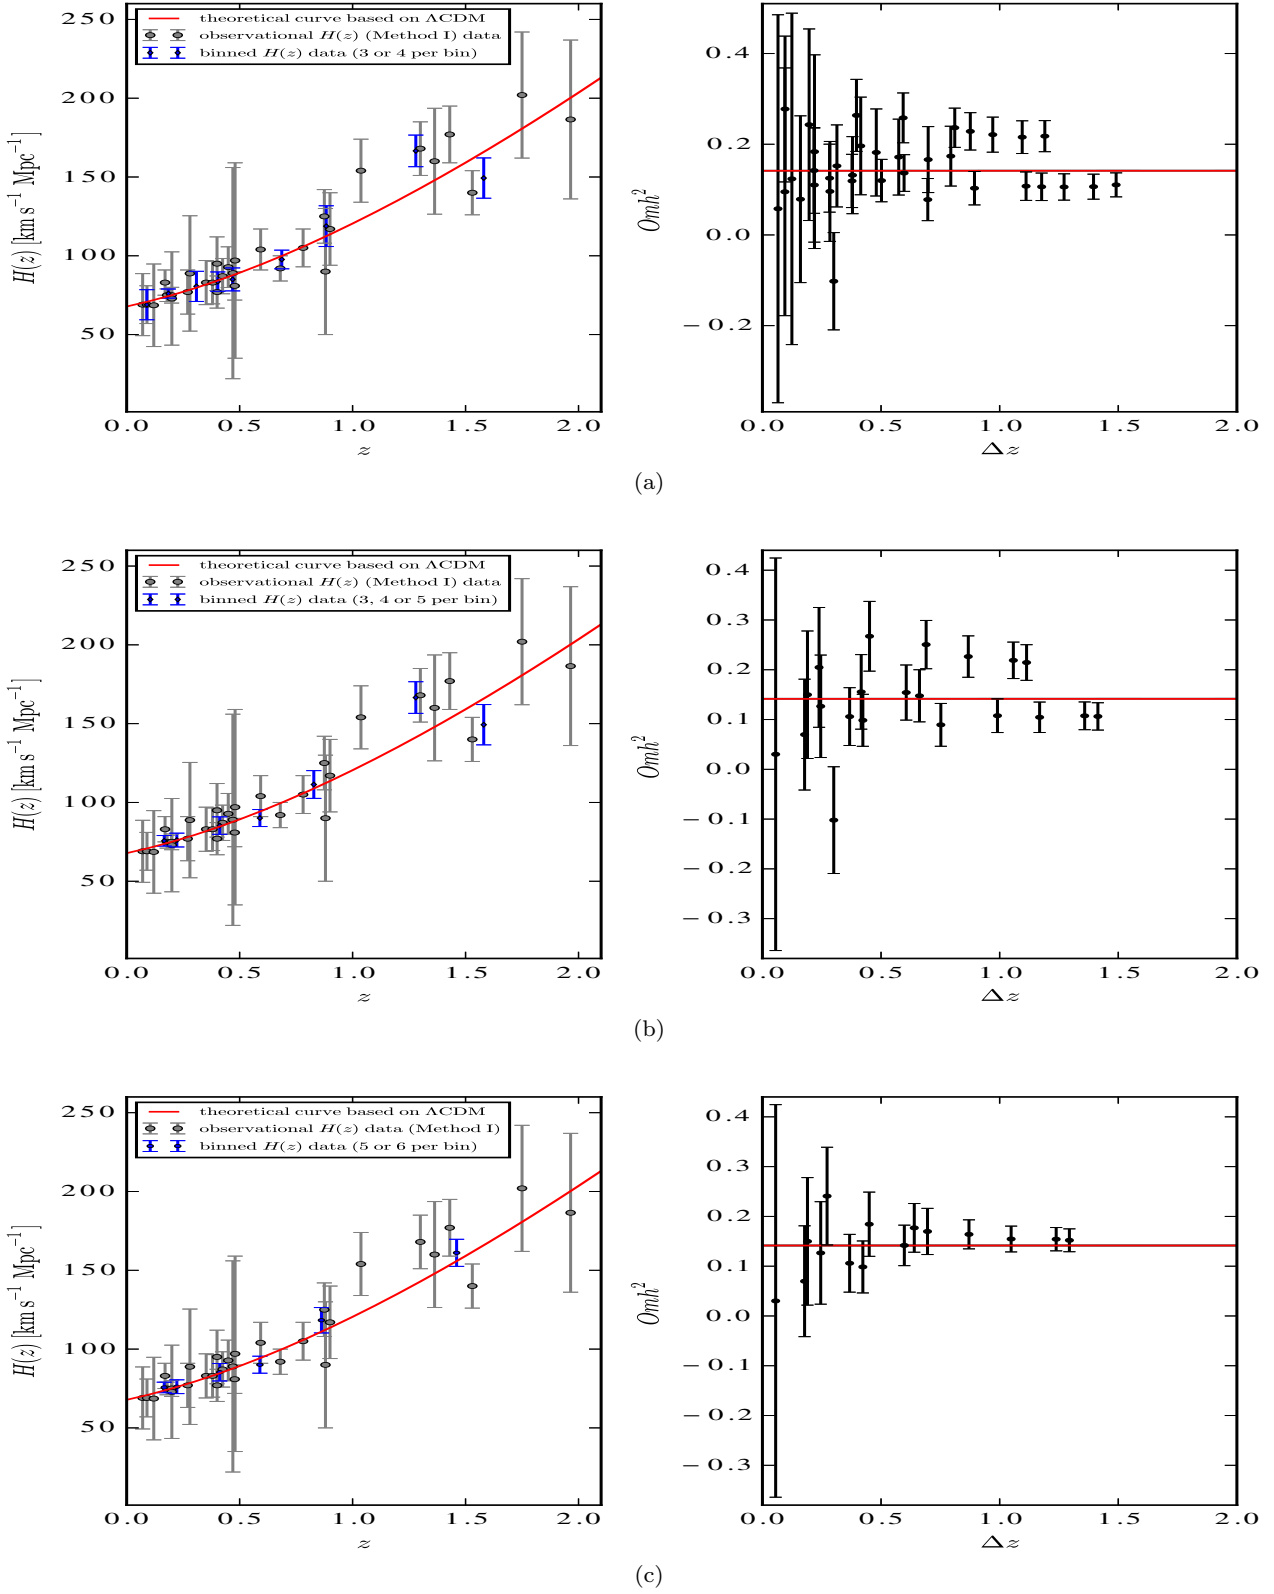 250
200
150
100
50
H(z) [km s⁻¹ Mpc⁻¹]
theoretical curve based on ΛCDM
observational H(z) (Method I) data
binned H(z) data (3 or 4 per bin)
0.0 0.5 1.0 1.5 2.0
z
0.4
0.2
0.0
−0.2
Omh²
0.0 0.5 1.0 1.5 2.0
Δz
(a)
250
200
150
100
50
H(z) [km s⁻¹ Mpc⁻¹]
theoretical curve based on ΛCDM
observational H(z) (Method I) data
binned H(z) data (3, 4 or 5 per bin)
0.0 0.5 1.0 1.5 2.0
z
0.4
0.3
0.2
0.1
0.0
−0.1
−0.2
−0.3
Omh²
0.0 0.5 1.0 1.5 2.0
Δz
(b)
250
200
150
100
50
H(z) [km s⁻¹ Mpc⁻¹]
theoretical curve based on ΛCDM
observational H(z) data (Method I)
binned H(z) data (5 or 6 per bin)
0.0 0.5 1.0 1.5 2.0
z
0.4
0.3
0.2
0.1
0.0
−0.1
−0.2
−0.3
Omh²
0.0 0.5 1.0 1.5 2.0
Δz
(c)